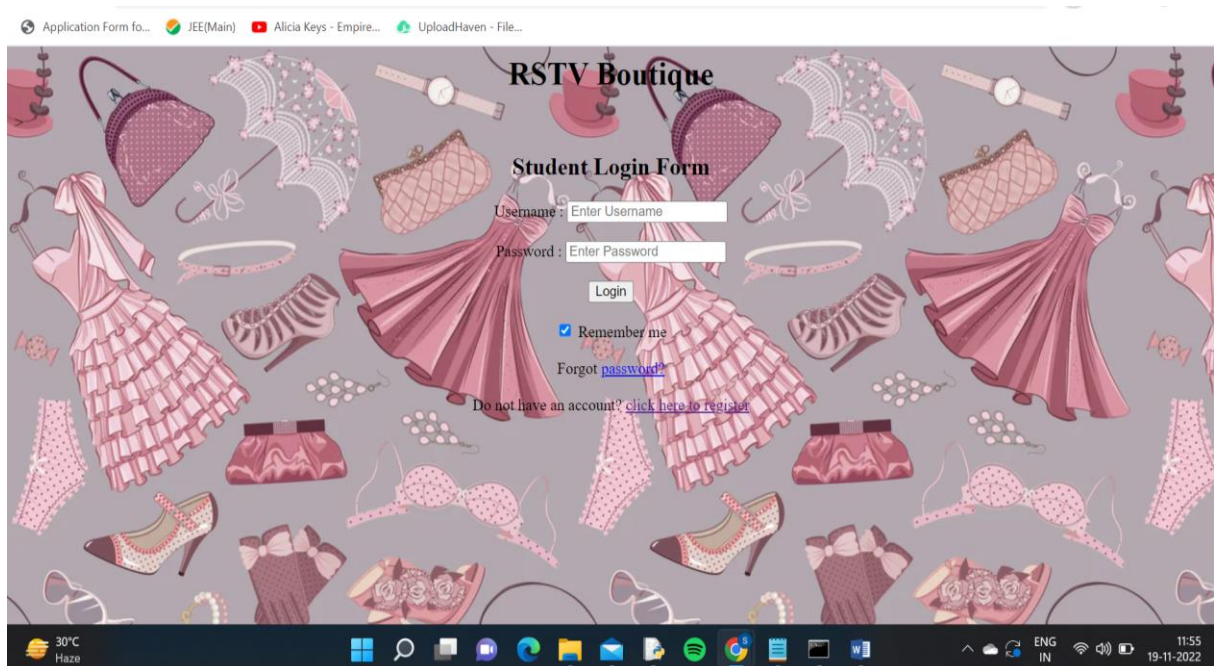 Application Form fo... JEE(Main) Alicia Keys - Empire... UploadHaven - File...
RSTV Boutique
Student Login Form
Username : Enter Username
Password : Enter Password
Login
Remember me
Forgot password?
Do not have an account? click here to register
30°C
Haze
S
W
ENG
IN
11:55
19-11-2022